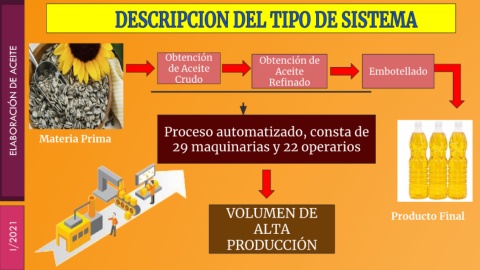 DESCRIPCION DEL TIPO DE SISTEMA
ELABORACIÓN DE ACEITE
I/2021
Materia Prima
Obtención
de Aceite
Crudo
Obtención de
Aceite
Refinado
Embotellado
Proceso automatizado, consta de
29 maquinarias y 22 operarios
VOLUMEN DE
ALTA
PRODUCCIÓN
Producto Final